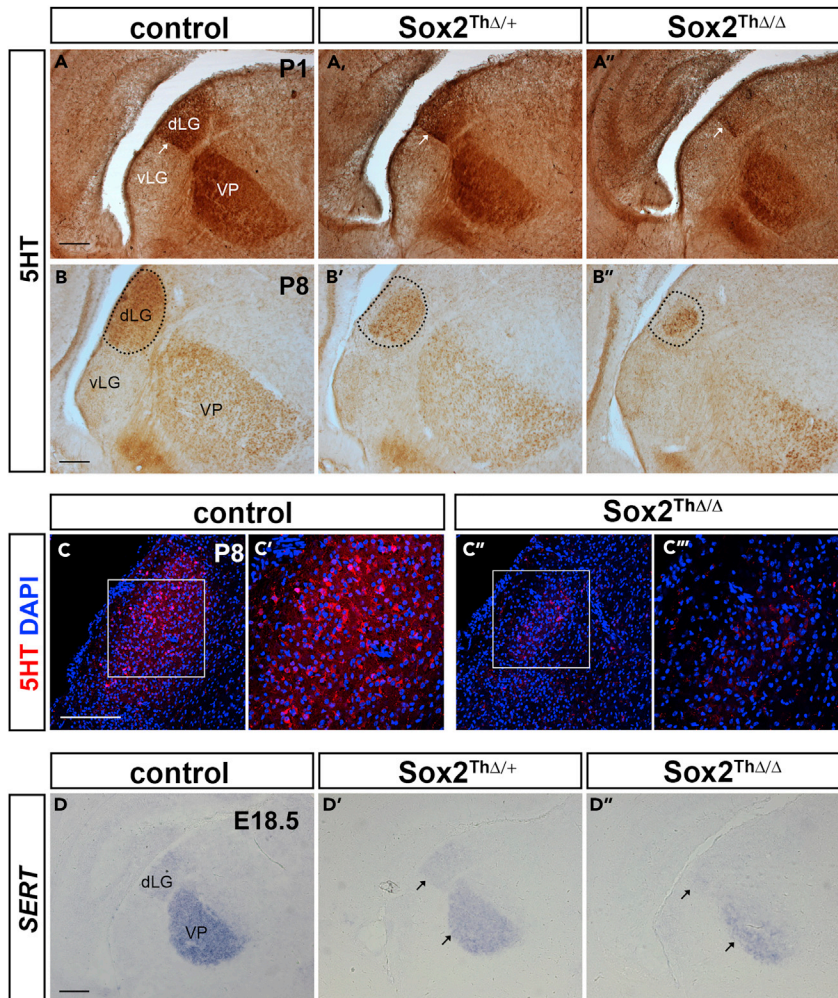 control Sox2ThΔ/+ Sox2ThΔ/Δ
5HT
A P1 A, A"
dLG
vLG VP
B P8 B' B"
dLG
vLG
VP
control Sox2ThΔ/Δ
5HT DAPI
C P8 C' C" C'"
control Sox2ThΔ/+ Sox2ThΔ/Δ
SERT
D E18.5 D' D"
dLG
VP